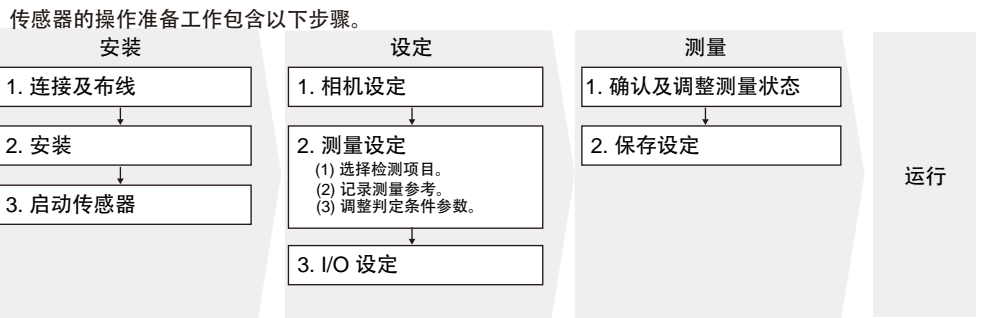 传感器的操作准备工作包含以下步骤。
安装
1. 连接及布线
2. 安装
3. 启动传感器
设定
1. 相机设定
2. 测量设定
(1) 选择检测项目。
(2) 记录测量参考。
(3) 调整判定条件参数。
3. I/O 设定
测量
1. 确认及调整测量状态
2. 保存设定
运行